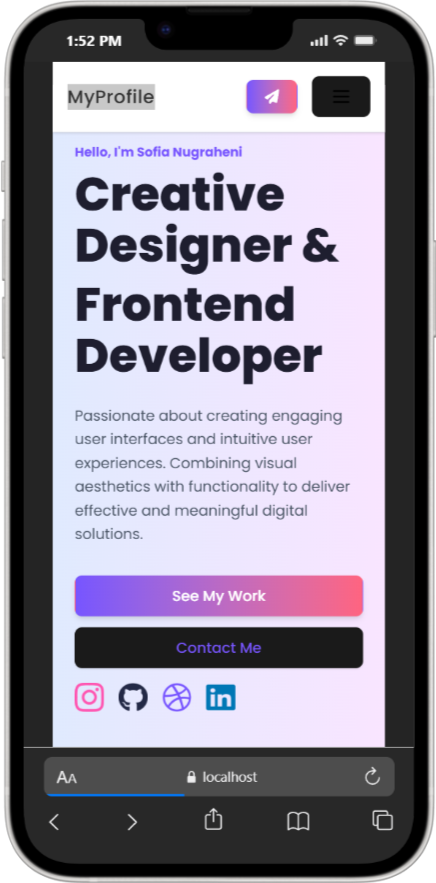 1:52 PM
MyProfile
Hello, I'm Sofia Nugraheni
Creative
Designer &
Frontend
Developer
Passionate about creating engaging
user interfaces and intuitive user
experiences. Combining visual
aesthetics with functionality to deliver
effective and meaningful digital
solutions.
See My Work
Contact Me
in
AA
localhost